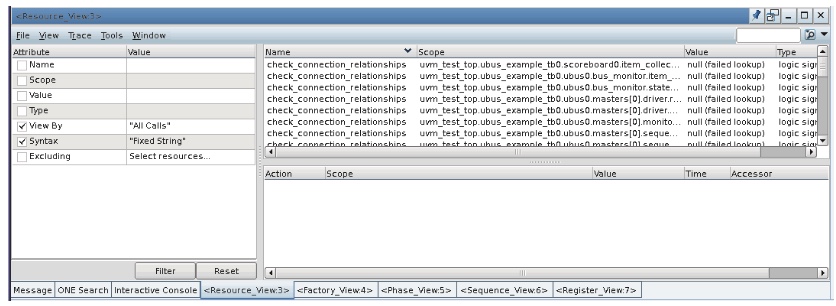 <Resource_View:3>
File View Trace Tools Window
Attribute Value
Name
Scope
Value
Type
View By "All Calls"
Syntax "Fixed String"
Excluding Select resources...
Filter Reset
Name Scope Value Type
check_connection_relationships uvm_test_top.ubus_example_tb0.scoreboard0.item_collec... null (failed lookup) logic sign
check_connection_relationships uvm_test_top.ubus_example_tb0.ubus0.bus_monitor.item_... null (failed lookup) logic sign
check_connection_relationships uvm_test_top.ubus_example_tb0.ubus0.bus_monitor.state... null (failed lookup) logic sign
check_connection_relationships uvm_test_top.ubus_example_tb0.ubus0.masters[0].driver.r... null (failed lookup) logic sign
check_connection_relationships uvm_test_top.ubus_example_tb0.ubus0.masters[0].driver.... null (failed lookup) logic sign
check_connection_relationships uvm_test_top.ubus_example_tb0.ubus0.masters[0].monito... null (failed lookup) logic sign
check_connection_relationships uvm_test_top.ubus_example_tb0.ubus0.masters[0].seque... null (failed lookup) logic sign
check_connection_relationships uvm_test_top.ubus_example_tb0.ubus0.masters[0].seque... null (failed lookup) logic sign
Action Scope Value Time Accessor
Message ONE Search Interactive Console <Resource_View:3> <Factory_View:4> <Phase_View:5> <Sequence_View:6> <Register_View:7>